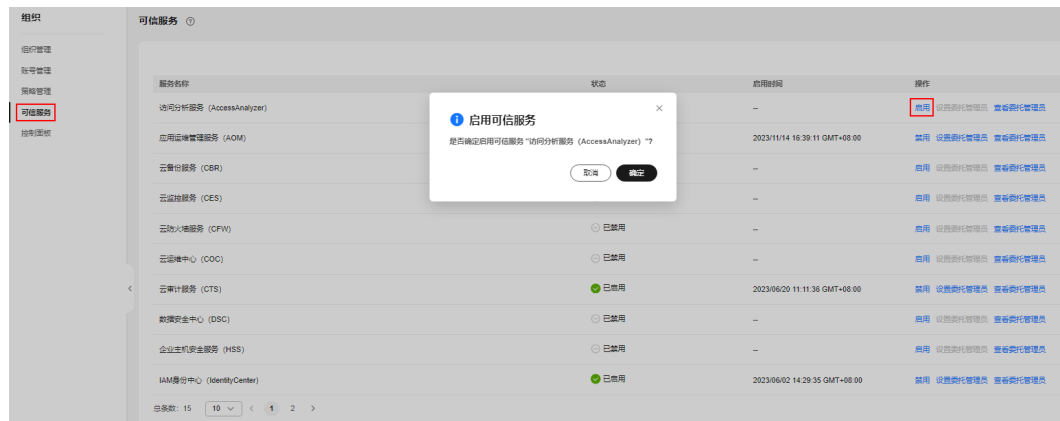 组织
可信服务
组织管理
账号管理
策略管理
可信服务
控制面板
服务名称 状态 启用时间 操作
访问分析服务 (AccessAnalyzer) -- 启用 设置委托管理员 查看委托管理员
应用运维管理服务 (AOM) 2023/11/14 16:39:11 GMT+08:00 禁用 设置委托管理员 查看委托管理员
云备份服务 (CBR) -- 启用 设置委托管理员 查看委托管理员
云监控服务 (CES) -- 启用 设置委托管理员 查看委托管理员
云防火墙服务 (CFW) 已禁用 -- 启用 设置委托管理员 查看委托管理员
云运维中心 (COC) 已禁用 -- 启用 设置委托管理员 查看委托管理员
云审计服务 (CTS) 已启用 2023/06/20 11:11:36 GMT+08:00 禁用 设置委托管理员 查看委托管理员
数据安全中心 (DSC) 已禁用 -- 启用 设置委托管理员 查看委托管理员
企业主机安全服务 (HSS) 已禁用 -- 启用 设置委托管理员 查看委托管理员
IAM身份中心 (IdentityCenter) 已启用 2023/06/02 14:29:35 GMT+08:00 禁用 设置委托管理员 查看委托管理员
总条数: 15 10 < 1 2 >
启用可信服务
是否确定启用可信服务“访问分析服务 (AccessAnalyzer) ”?
取消 确定